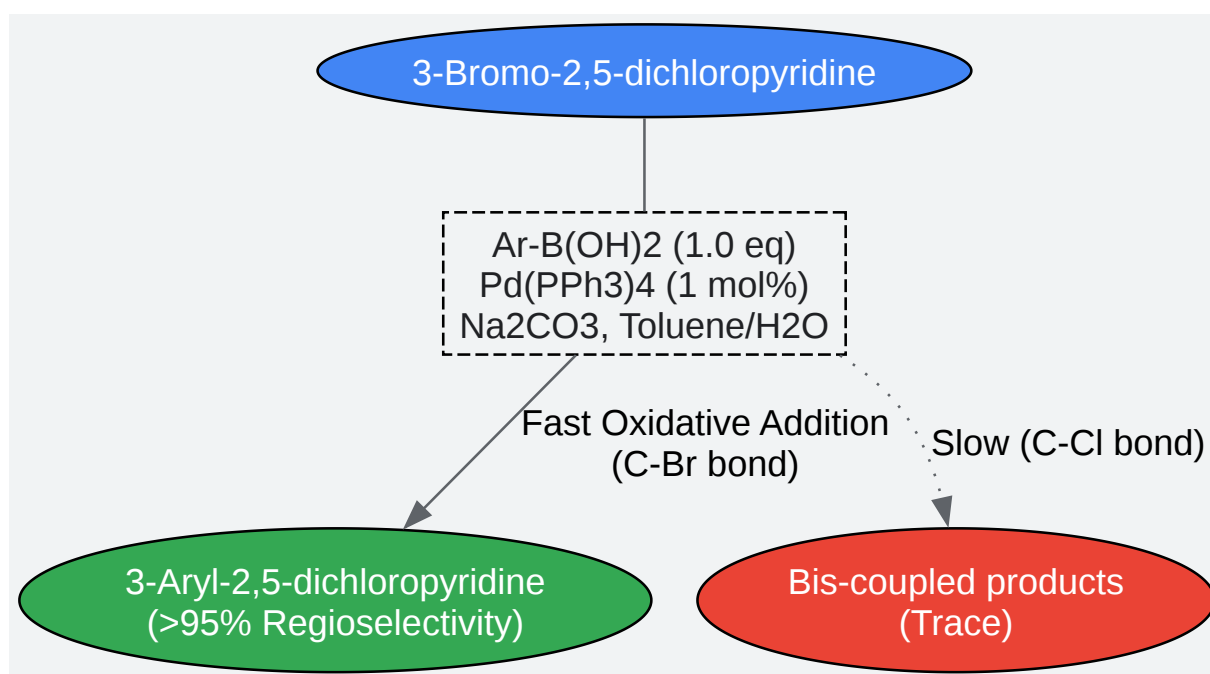 3-Bromo-2,5-dichloropyridine
Ar-B(OH)2 (1.0 eq)
Pd(PPh3)4 (1 mol%)
Na2CO3, Toluene/H2O
Fast Oxidative Addition
(C-Br bond)
Slow (C-Cl bond)
3-Aryl-2,5-dichloropyridine
(>95% Regioselectivity)
Bis-coupled products
(Trace)